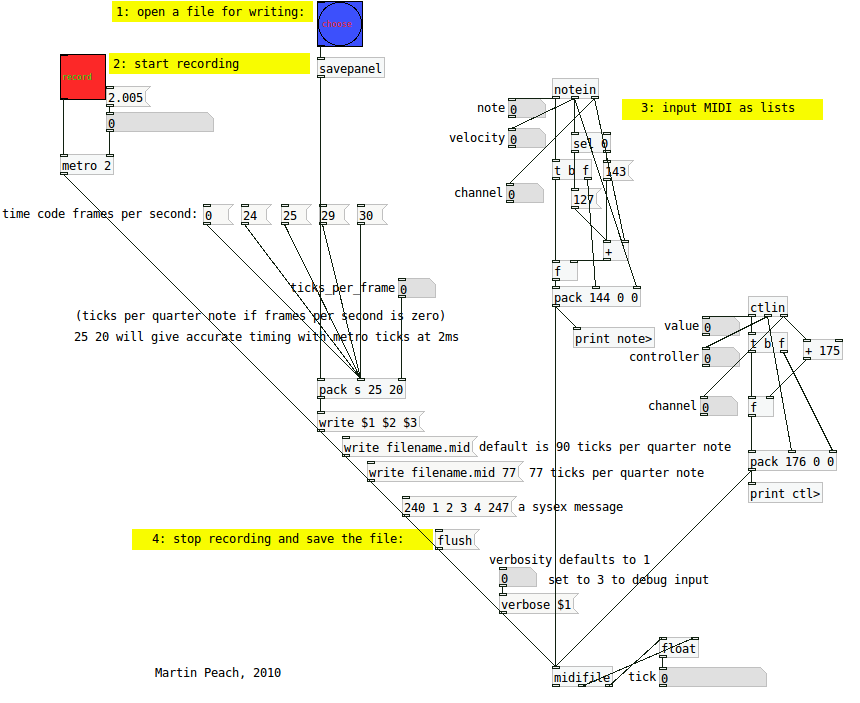 1: open a file for writing:
choose
2: start recording
record
savepanel
2.005
0
metro 2
notein
3: input MIDI as lists
note 0
velocity 0
sel 0
t b f
143
channel 0
127
time code frames per second: 0 24 25 29 30
+
f
ticks_per_frame 0
pack 144 0 0
(ticks per quarter note if frames per second is zero)
25 20 will give accurate timing with metro ticks at 2ms
print note>
ctlin
value 0
t b f
controller 0
+ 175
channel 0
f
pack s 25 20
write $1 $2 $3
write filename.mid default is 90 ticks per quarter note
write filename.mid 77 77 ticks per quarter note
pack 176 0 0
print ctl>
240 1 2 3 4 247 a sysex message
4: stop recording and save the file:
flush
verbosity defaults to 1
0 set to 3 to debug input
verbose $1
float
Martin Peach, 2010
midifile
tick 0